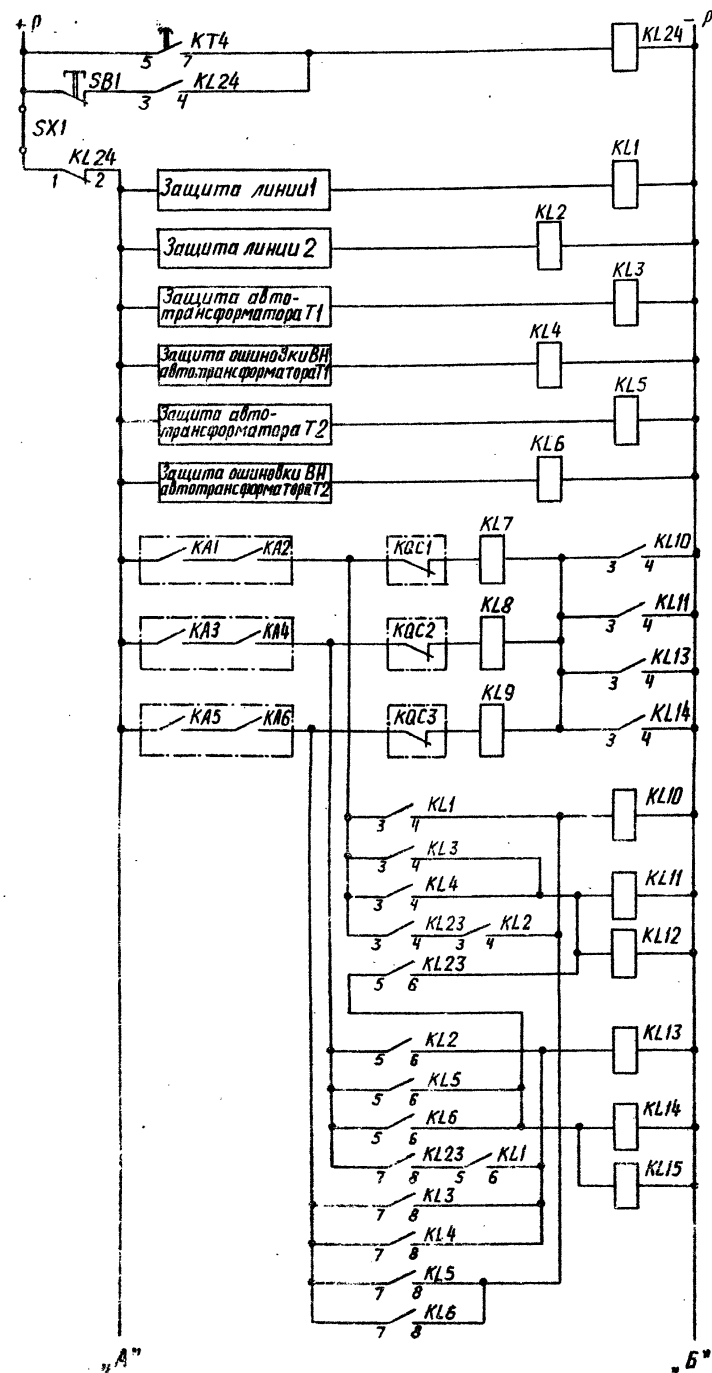 + P
- P
KT4
5 7
KL24
SB1
KL24
3 4
SX1
KL24
1 2
Защита линии 1
KL1
Защита линии 2
KL2
Защита авто-
трансформатора Т1
KL3
Защита ошиновки ВН
автотрансформатора Т1
KL4
Защита авто-
трансформатора Т2
KL5
Защита ошиновки ВН
автотрансформатора Т2
KL6
KA1 KA2 KQC1 KL7 KL10
3 4
KL11
3 4
KA3 KA4 KQC2 KL8
KL13
3 4
KA5 KA6 KQC3 KL9
KL14
3 4
KL1 KL10
3 4
KL3
3 4
KL4 KL11
3 4
KL23 KL2 KL12
3 4 3 4
KL23
5 6
KL2 KL13
5 6
KL5
5 6
KL6 KL14
5 6
KL23 KL1 KL15
7 8 5 6
KL3
7 8
KL4
7 8
KL5
7 8
KL6
7 8
„А"
„Б"